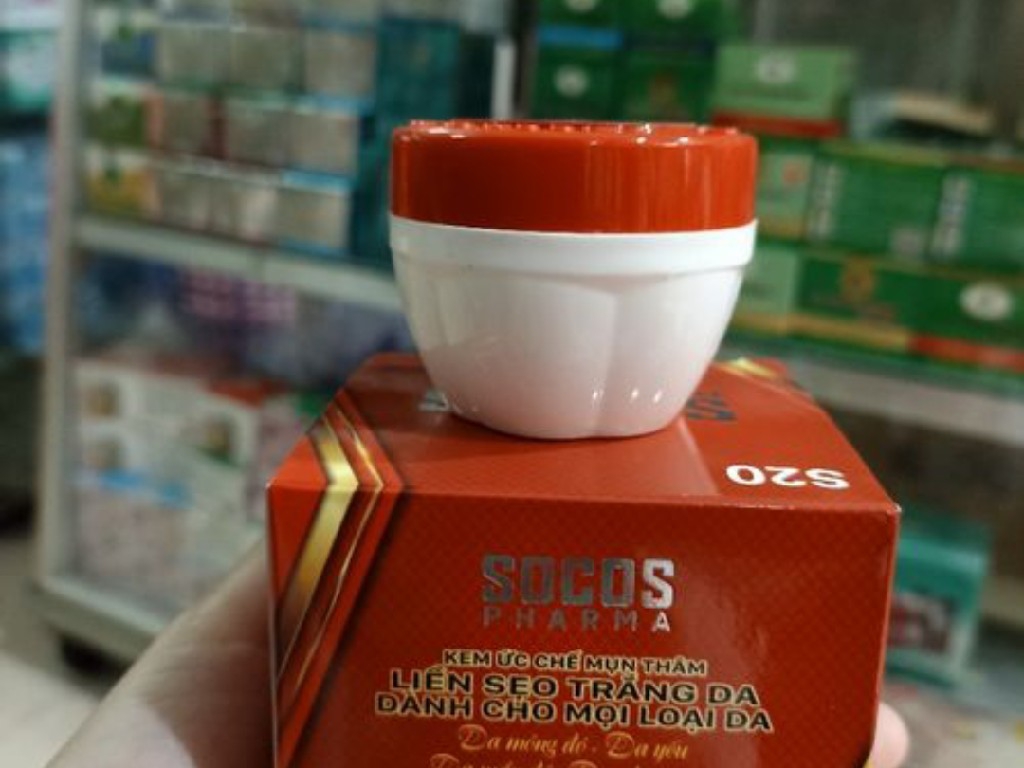 S20
SOCOS
PHARMA
KEM ỨC CHẾ MỤN THÂM
LIỀN SẸO TRẮNG DA
DÀNH CHO MỌI LOẠI DA
Da mỏng đỏ - Da yếu